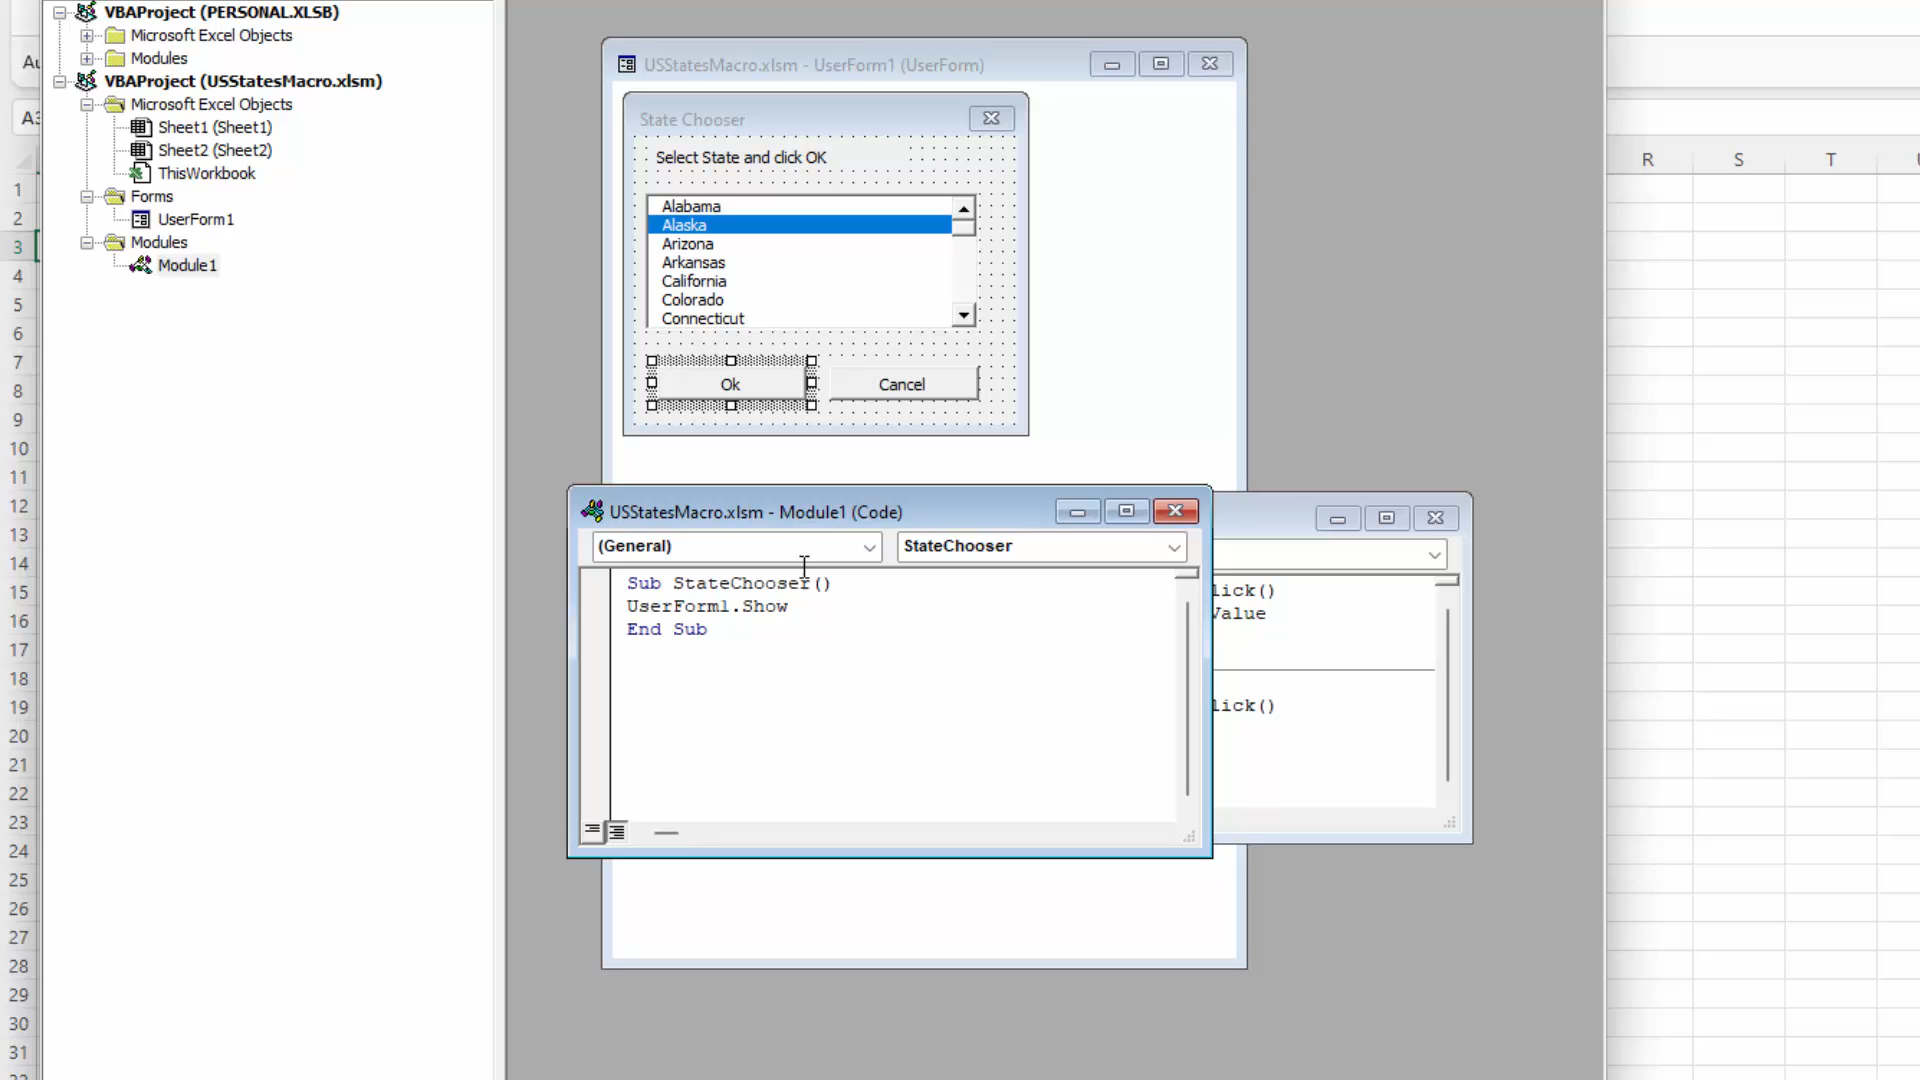 VBAProject (PERSONAL.XLSB)
Microsoft Excel Objects
Modules
VBAProject (USStatesMacro.xlsm)
Microsoft Excel Objects
Sheet1 (Sheet1)
Sheet2 (Sheet2)
ThisWorkbook
Forms
UserForm1
Modules
Module1
USStatesMacro.xlsm - UserForm1 (UserForm)
State Chooser
Select State and click OK
Alabama
Alaska
Arizona
Arkansas
California
Colorado
Connecticut
Ok
Cancel
USStatesMacro.xlsm - Module1 (Code)
(General)
StateChooser
Sub StateChooser()
UserForm1.Show
End Sub
lick()
Value
lick()
R S T
1
2
3
4
5
6
7
8
9
10
11
12
13
14
15
16
17
18
19
20
21
22
23
24
25
26
27
28
29
30
31